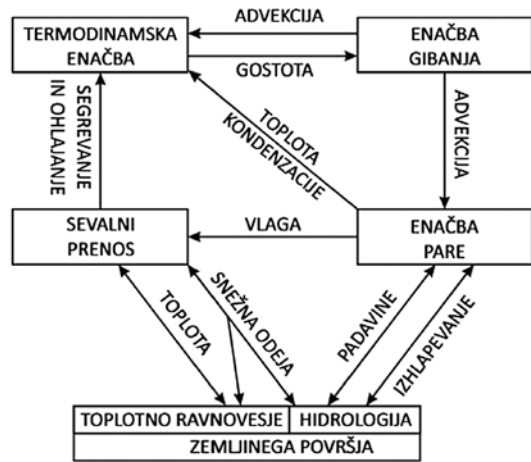 TERMODINAMSKA
ENAČBA
ADVEKCIJA
GOSTOTA
ENAČBA
GIBANJA
SEGREVANJE
IN OHLAJANJE
TOPLOTA
KONDENZACIJE
ADVEKCIJA
SEVALNI
PRENOS
VLAGA
ENAČBA
PARE
TOPLOTA
SNEŽNA ODEJA
PADAVINE
IZHLAPEVANJE
TOPLOTNO RAVNOVESJE
HIDROLOGIJA
ZEMLJINEGA POVRŠJA